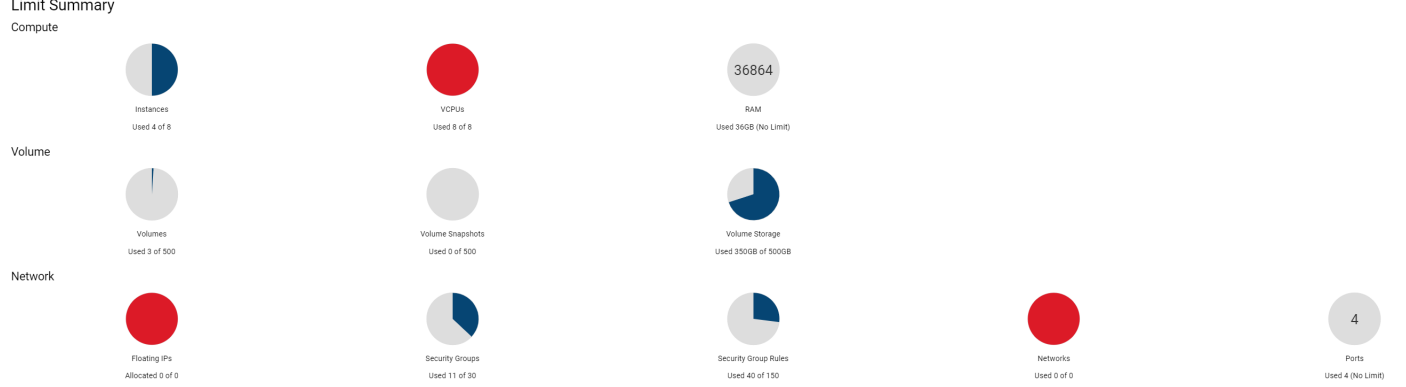 Limit Summary
Compute
36864
Instances
VCPUs
RAM
Used 4 of 8
Used 8 of 8
Used 36GB (No Limit)
Volume
Volumes
Volume Snapshots
Volume Storage
Used 3 of 500
Used 0 of 500
Used 350GB of 500GB
Network
4
Floating IPs
Security Groups
Security Group Rules
Networks
Ports
Allocated 0 of 0
Used 11 of 30
Used 40 of 150
Used 0 of 0
Used 4 (No Limit)